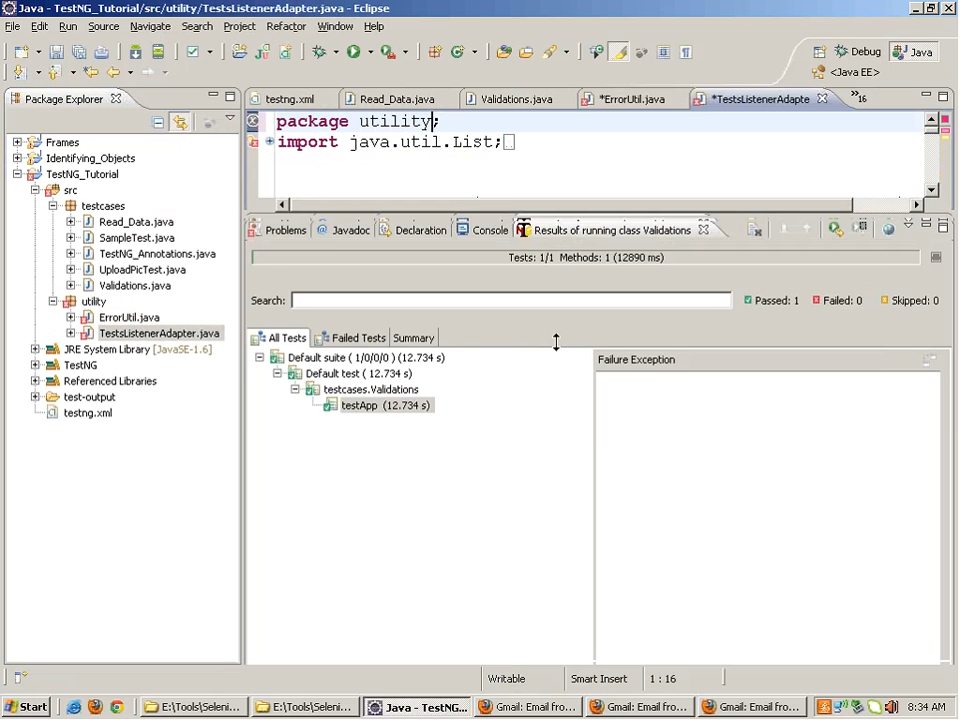 Java - TestNG_Tutorial/src/utility/TestsListenerAdapter.java - Eclipse
File Edit Run Source Navigate Search Project Refactor Window Help
Debug Java
<Java EE>
Package Explorer
testng.xml Read_Data.java Validations.java *ErrorUtil.java *TestsListenerAdapte »16
Frames
Identifying_Objects
TestNG_Tutorial
src
testcases
Read_Data.java
SampleTest.java
TestNG_Annotations.java
UploadPicTest.java
Validations.java
utility
ErrorUtil.java
TestsListenerAdapter.java
JRE System Library [JavaSE-1.6]
TestNG
Referenced Libraries
test-output
testng.xml
package utility;
import java.util.List;
Problems Javadoc Declaration Console Results of running class Validations
Tests: 1/1 Methods: 1 (12890 ms)
Search: Passed: 1 Failed: 0 Skipped: 0
All Tests Failed Tests Summary
Default suite ( 1/0/0/0 ) (12.734 s)
Default test ( 12.734 s)
testcases.Validations
testApp (12.734 s)
Failure Exception
Writable Smart Insert 1 : 16
Start E:\Tools\Seleni... E:\Tools\Seleni... Java - TestNG... Gmail: Email fro... Gmail: Email fro... Gmail: Email fro... 8:34 AM